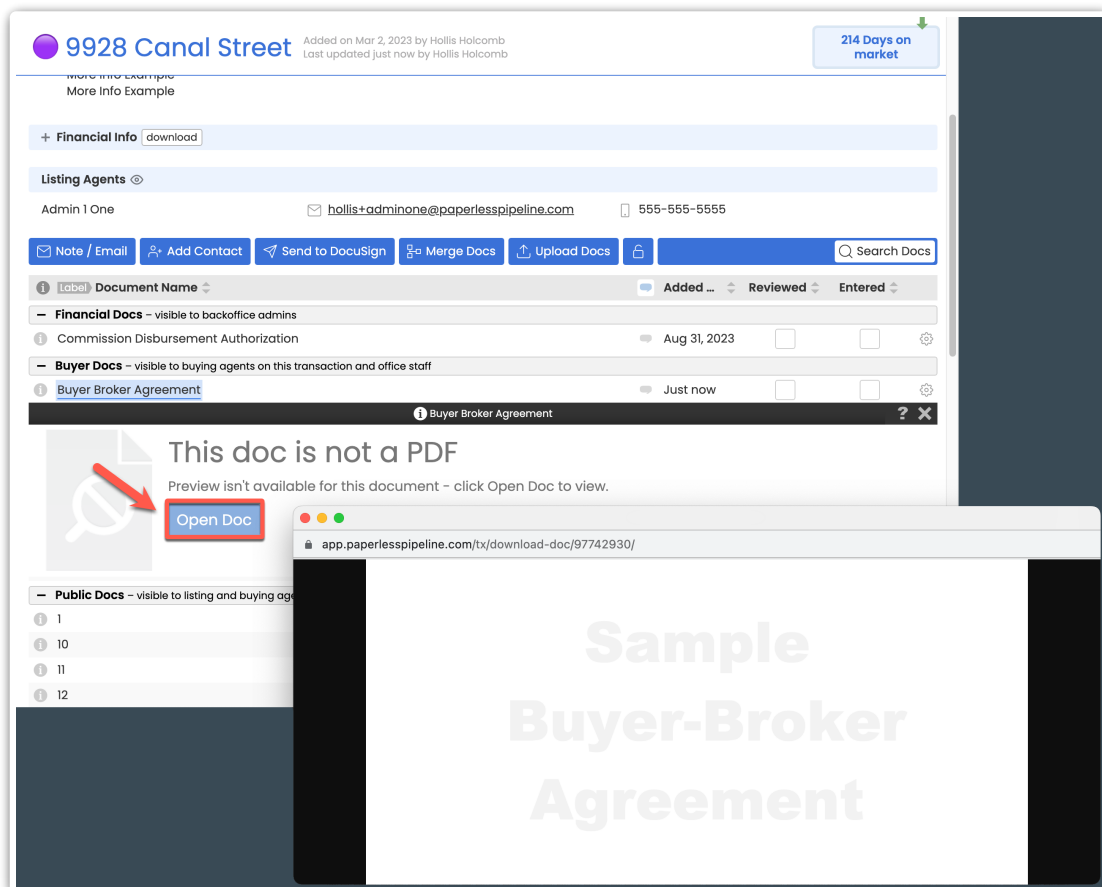 9928 Canal Street Added on Mar 2, 2023 by Hollis Holcomb
Last updated just now by Hollis Holcomb
214 Days on
market
More Info Example
More Info Example
+ Financial Info download
Listing Agents
Admin 1 One hollis+adminone@paperlesspipeline.com 555-555-5555
Note / Email Add Contact Send to DocuSign Merge Docs Upload Docs Search Docs
i Label Document Name Added ... Reviewed Entered
– Financial Docs – visible to backoffice admins
i Commission Disbursement Authorization Aug 31, 2023
– Buyer Docs – visible to buying agents on this transaction and office staff
i Buyer Broker Agreement Just now
i Buyer Broker Agreement ? X
This doc is not a PDF
Preview isn't available for this document - click Open Doc to view.
Open Doc
app.paperlesspipeline.com/tx/download-doc/97742930/
– Public Docs – visible to listing and buying age
i 1
i 10
i 11
i 12
Sample
Buyer-Broker
Agreement